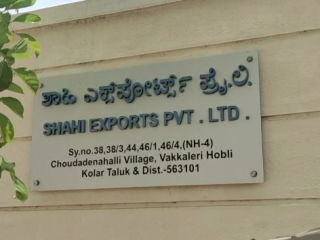 ಶಾಹಿ ಎಕ್ಸ್‌ಪೋರ್ಟ್ಸ್ ಪ್ರೈ.ಲಿ.
SHAHI EXPORTS PVT . LTD .
Sy.no.38,38/3,44,46/1,46/4,(NH-4)
Choudadenahalli Village, Vakkaleri Hobli
Kolar Taluk & Dist.-563101